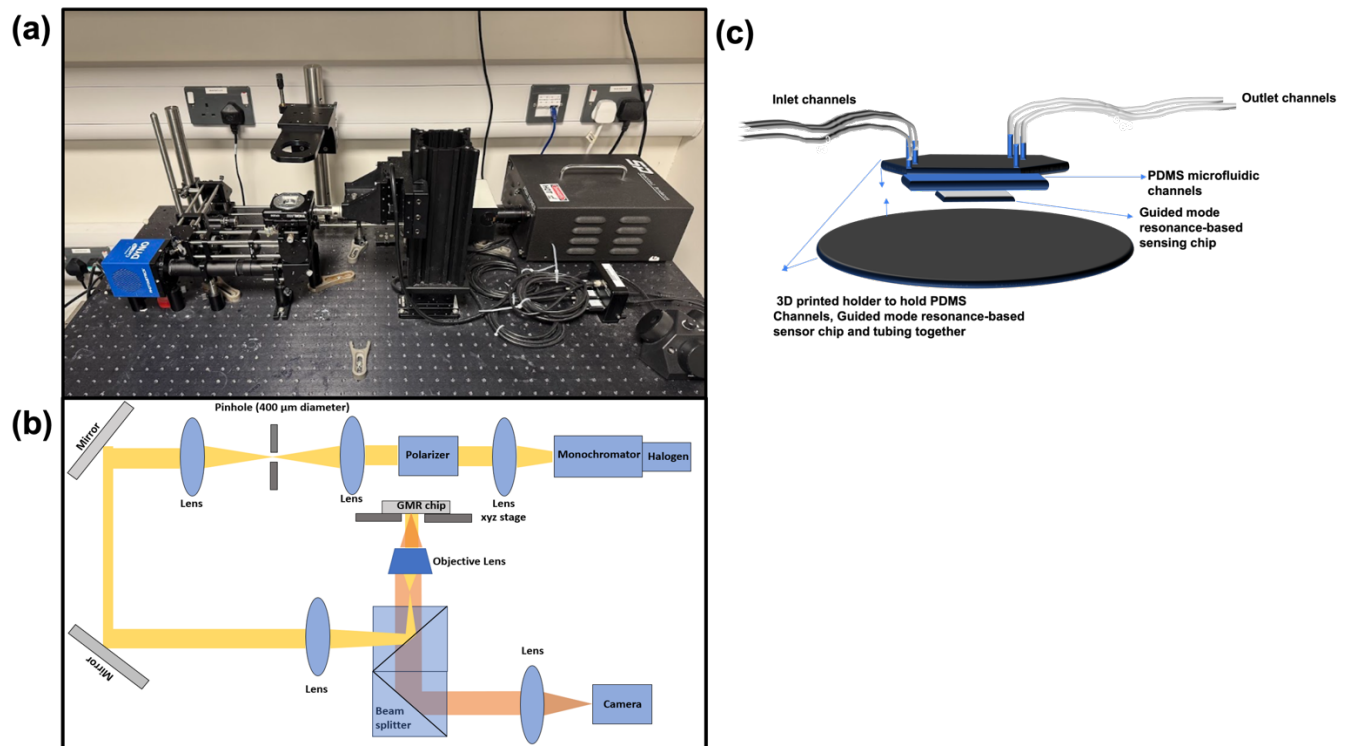 (a)
(b)
Mirror
Pinhole (400 µm diameter)
Lens
Lens
Polarizer
Lens
xyz stage
Monochromator
Halogen
GMR chip
Objective Lens
Mirror
Lens
Beam
splitter
Lens
Camera
(c)
Inlet channels
Outlet channels
PDMS microfluidic
channels
Guided mode
resonance-based
sensing chip
3D printed holder to hold PDMS
Channels, Guided mode resonance-based
sensor chip and tubing together